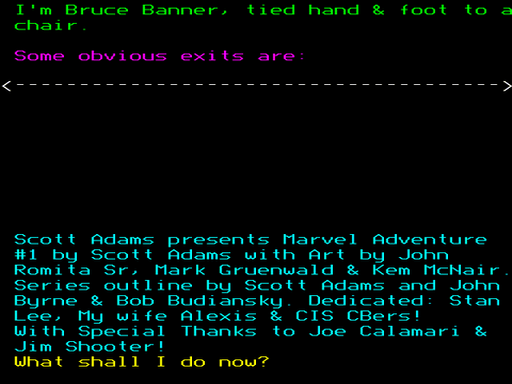 I'm Bruce Banner, tied hand & foot to a
chair.
Some obvious exits are:
<--------------------------------------->
Scott Adams presents Marvel Adventure
#1 by Scott Adams with Art by John
Romita Sr, Mark Gruenwald & Kem McNair.
Series outline by Scott Adams and John
Byrne & Bob Budiansky. Dedicated: Stan
Lee, My wife Alexis & CIS CBers!
With Special Thanks to Joe Calamari &
Jim Shooter!
What shall I do now?